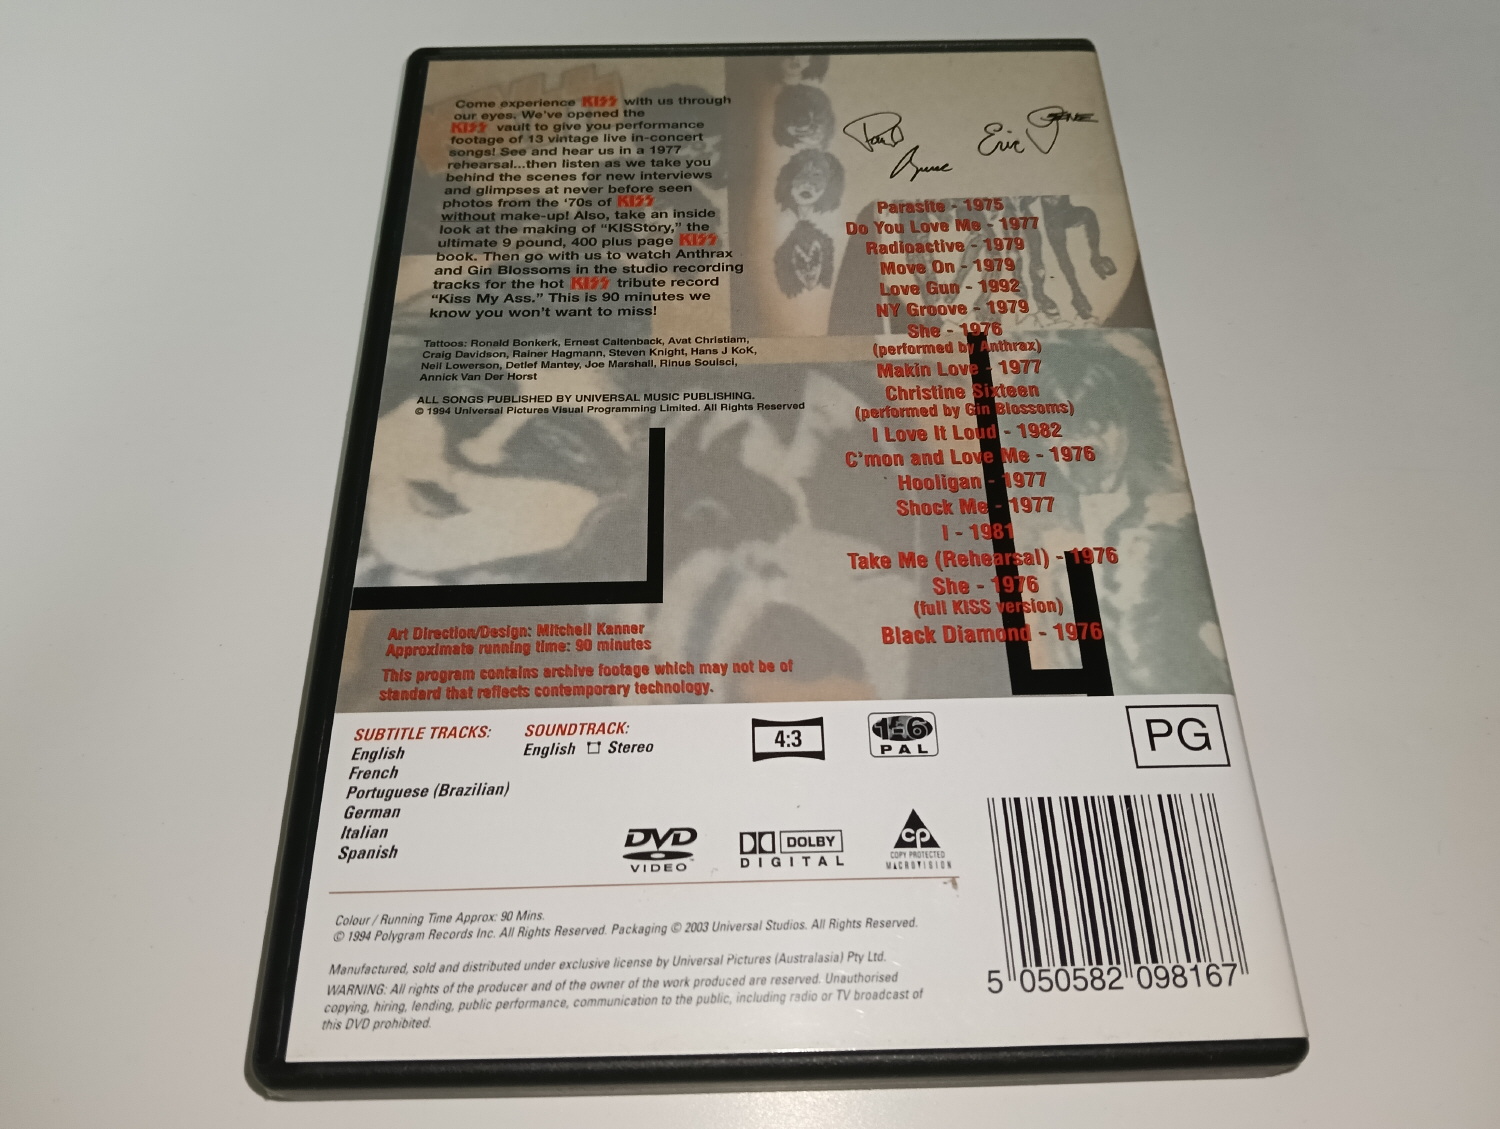 Come experience KISS with us through
our eyes. We've opened the
KISS vault to give you performance
footage of 13 vintage live in-concert
songs! See and hear us in a 1977
rehearsal...then listen as we take you
behind the scenes for new interviews
and glimpses at never before seen
photos from the '70s of KISS
without make-up! Also, take an inside
look at the making of "KISStory," the
ultimate 9 pound, 400 plus page KISS
book. Then go with us to watch Anthrax
and Gin Blossoms in the studio recording
tracks for the hot KISS tribute record
"Kiss My Ass." This is 90 minutes we
know you won't want to miss!
Tattoos: Ronald Bonkerk, Ernest Caltenback, Avat Christiam,
Craig Davidson, Rainer Hagmann, Steven Knight, Hans J KoK,
Neil Lowerson, Detlef Mantey, Joe Marshall, Rinus Souisci,
Annick Van Der Horst
ALL SONGS PUBLISHED BY UNIVERSAL MUSIC PUBLISHING.
© 1994 Universal Pictures Visual Programming Limited. All Rights Reserved
Paul
Bruce
Eric
GENE
Parasite - 1975
Do You Love Me - 1977
Radioactive - 1979
Move On - 1979
Love Gun - 1992
NY Groove - 1979
She - 1976
(performed by Anthrax)
Makin Love - 1977
Christine Sixteen
(performed by Gin Blossoms)
I Love It Loud - 1982
C'mon and Love Me - 1976
Hooligan - 1977
Shock Me - 1977
I - 1981
Take Me (Rehearsal) - 1976
She - 1976
(full KISS version)
Black Diamond - 1976
Art Direction/Design: Mitchell Kanner
Approximate running time: 90 minutes
This program contains archive footage which may not be of
standard that reflects contemporary technology.
SUBTITLE TRACKS:
English
French
Portuguese (Brazilian)
German
Italian
Spanish
SOUNDTRACK:
English Stereo
4:3
PAL
PG
DVD
VIDEO
DOLBY
DIGITAL
cp
COPY PROTECTED
MACROVISION
Colour / Running Time Approx: 90 Mins.
© 1994 Polygram Records Inc. All Rights Reserved. Packaging © 2003 Universal Studios. All Rights Reserved.
Manufactured, sold and distributed under exclusive license by Universal Pictures (Australasia) Pty Ltd.
WARNING: All rights of the producer and of the owner of the work produced are reserved. Unauthorised
copying, hiring, lending, public performance, communication to the public, including radio or TV broadcast of
this DVD prohibited.
5 050582 098167